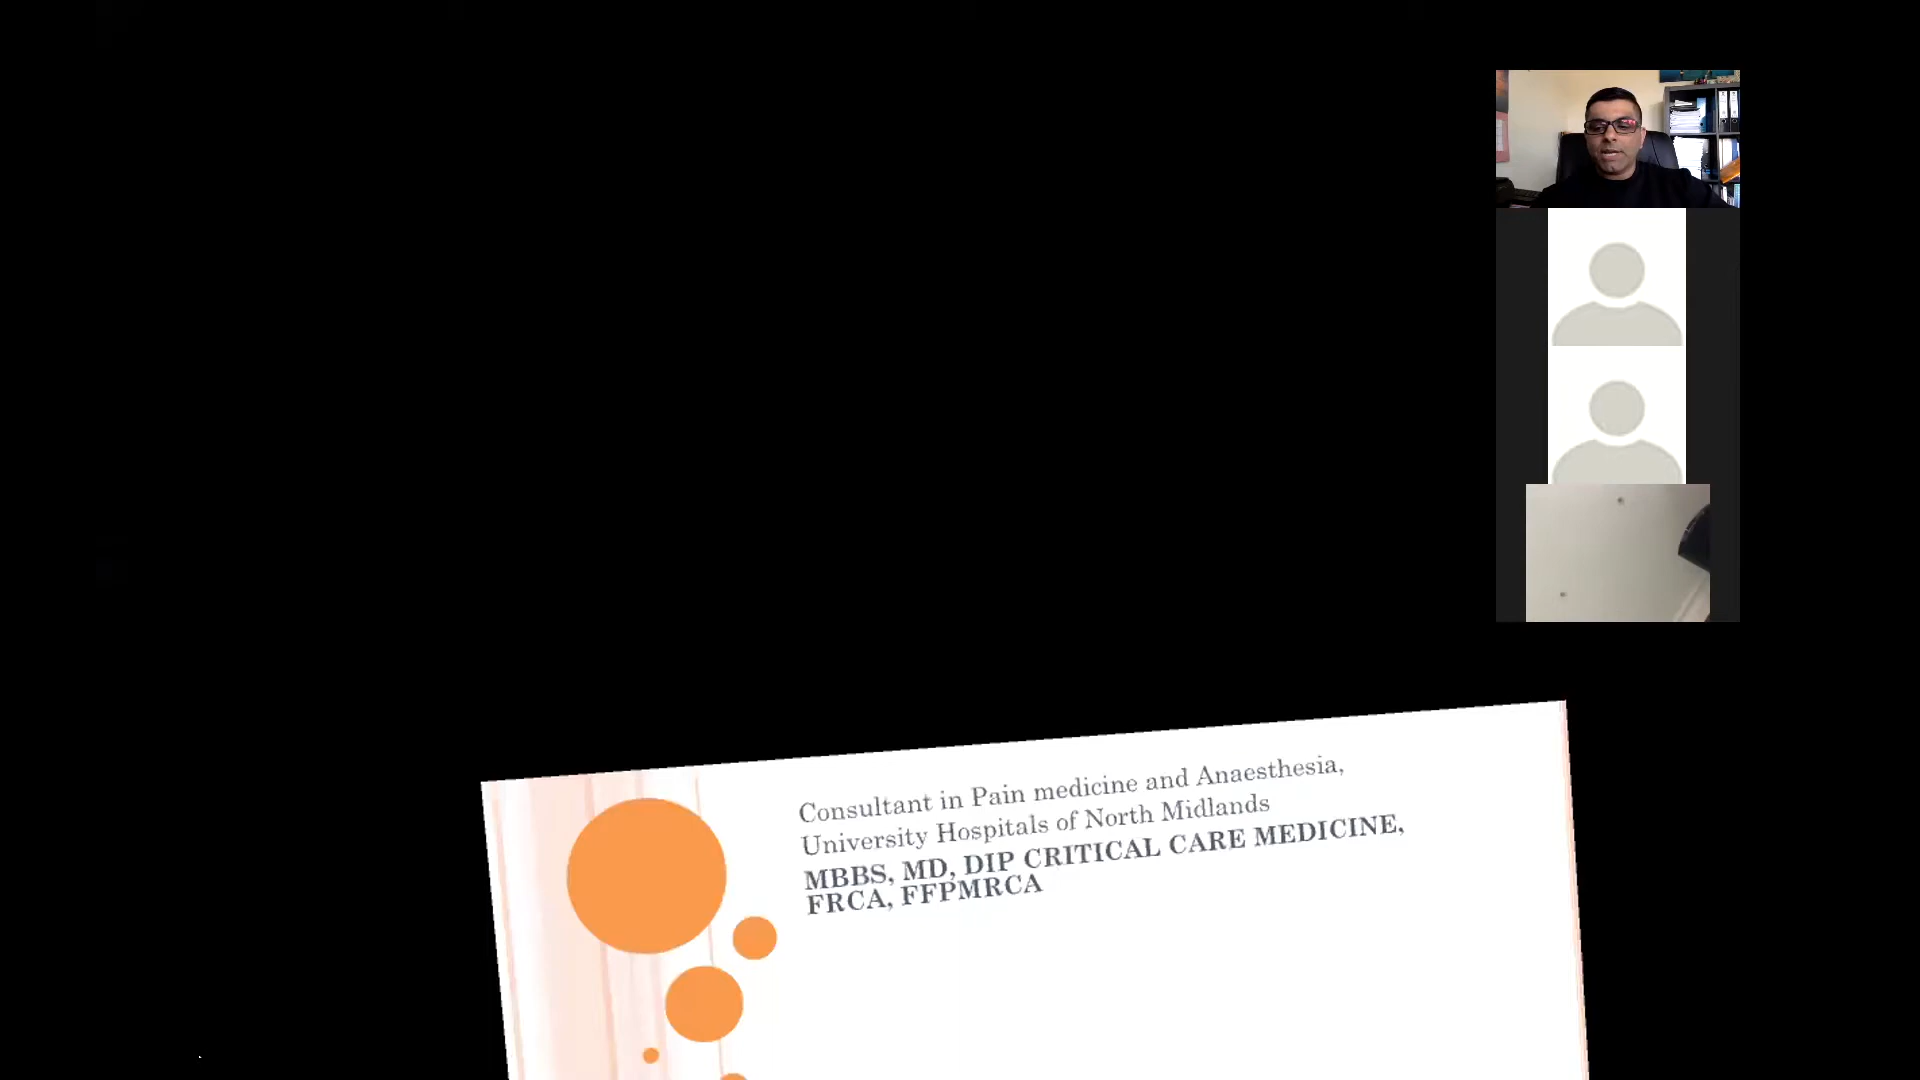 Consultant in Pain medicine and Anaesthesia,
University Hospitals of North Midlands
MBBS, MD, DIP CRITICAL CARE MEDICINE,
FRCA, FFPMRCA